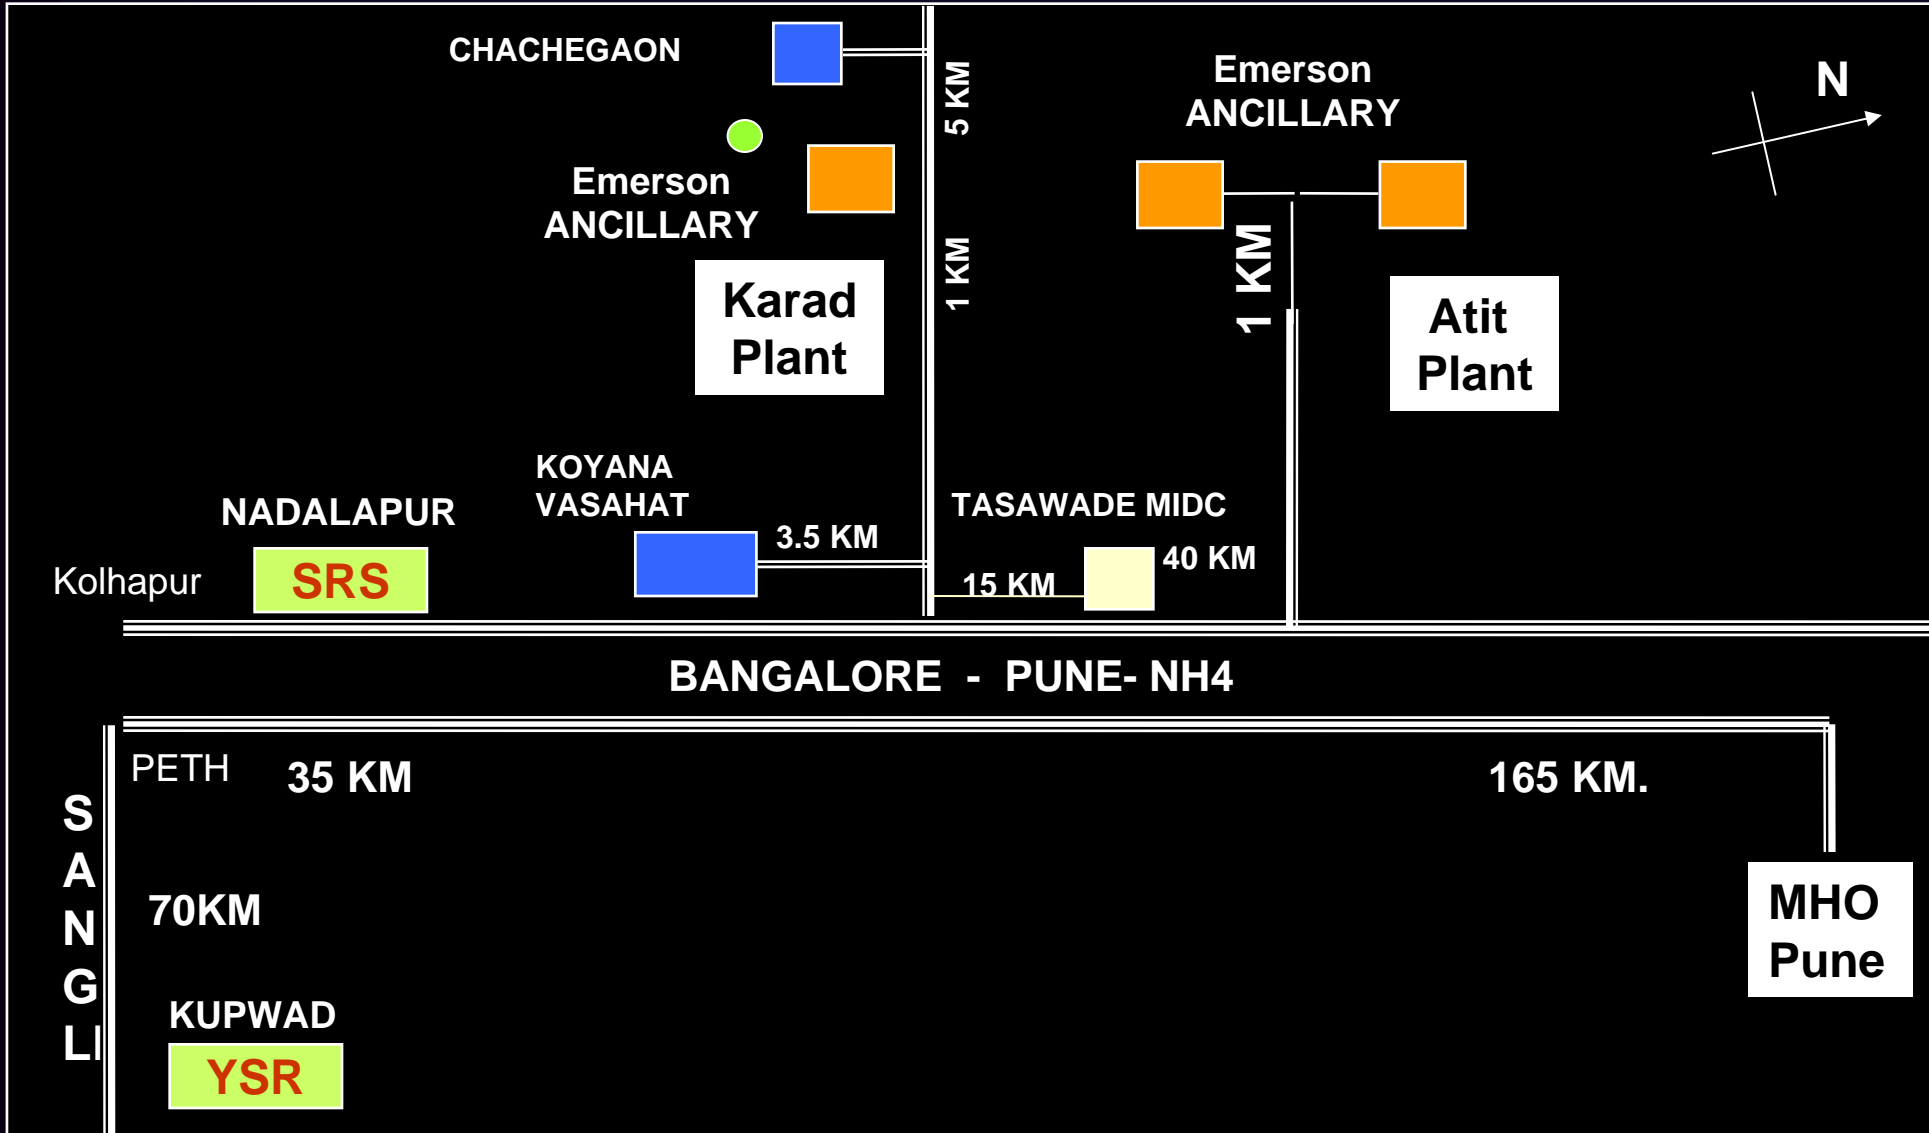 CHACHEGAON
5 KM
Emerson
ANCILLARY
N
Emerson
ANCILLARY
1 KM
1 KM
Karad
Plant
Atit
Plant
KOYANA
VASAHAT
NADALAPUR
TASAWADE MIDC
3.5 KM
40 KM
Kolhapur
SRS
15 KM
BANGALORE - PUNE- NH4
PETH
35 KM
165 KM.
SANGLI
70KM
MHO
Pune
KUPWAD
YSR